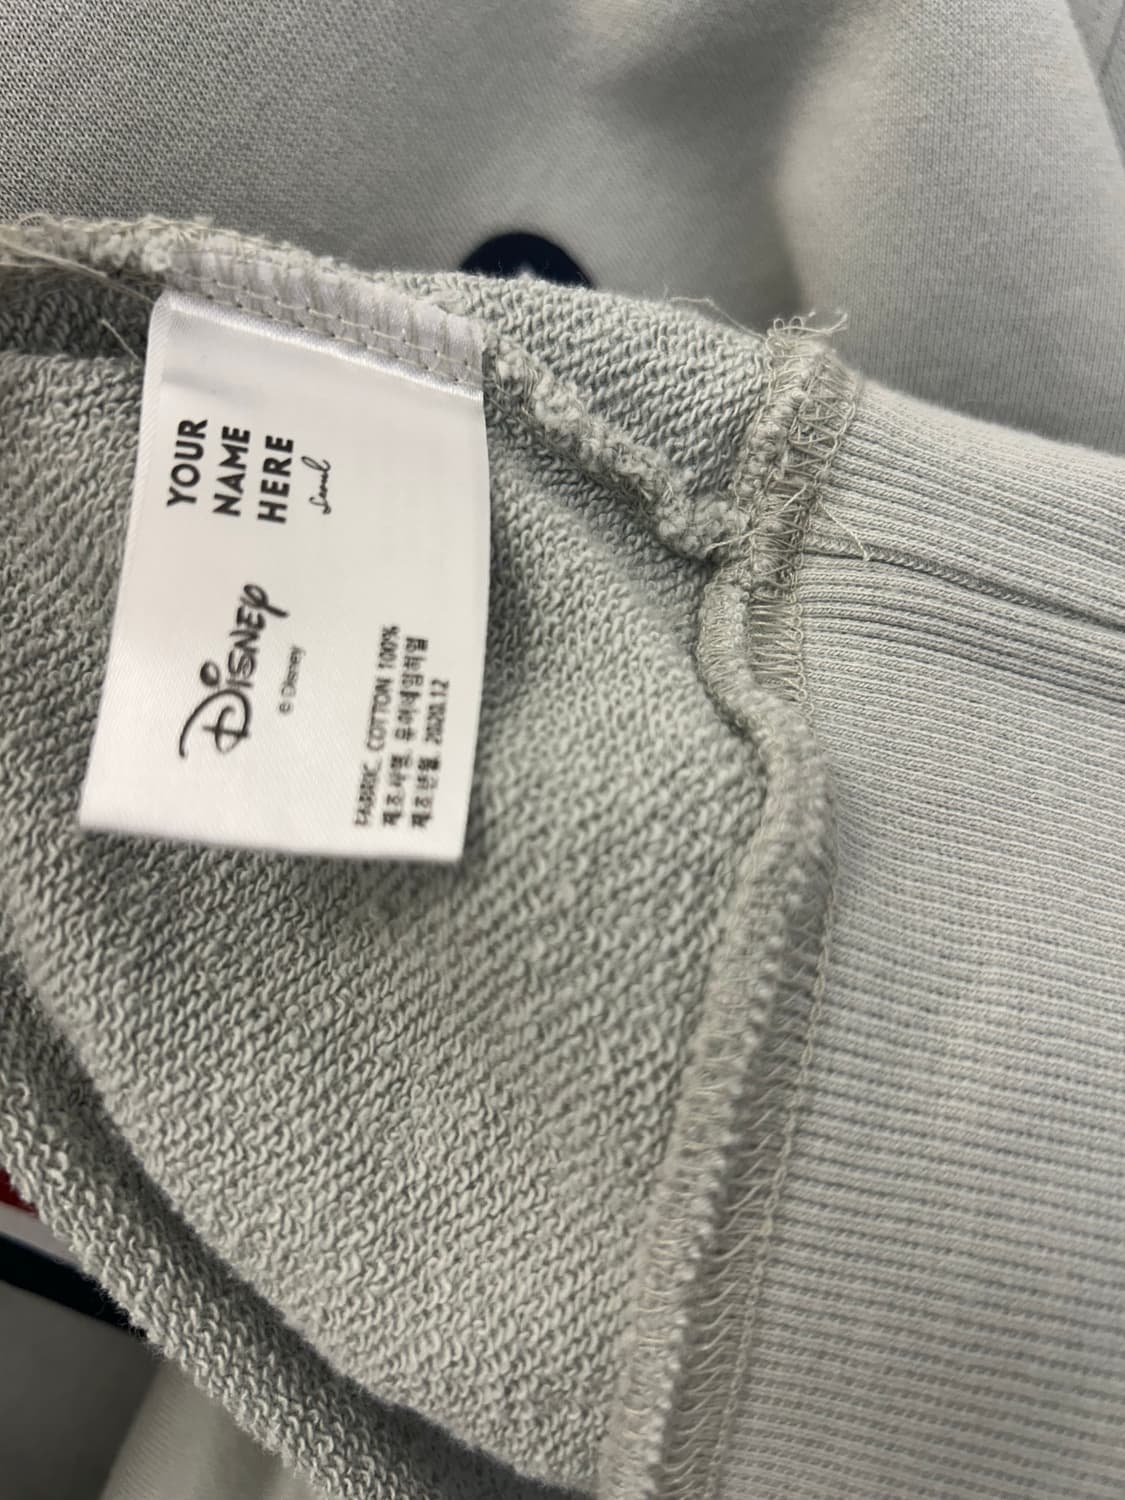 YOUR
NAME
HERE
Seoul
Disney
© Disney
FABRIC. COTTON 100%
제조사명. 유어네임히얼
제조년월. 2020.12